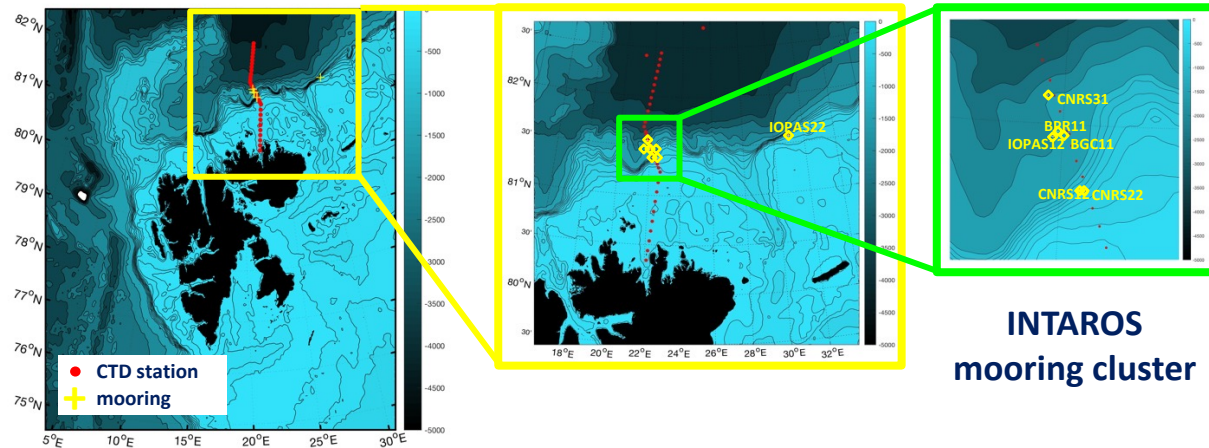 82°N
81°N
80°N
79°N
78°N
77°N
76°N
75°N
5°E
10°E
15°E
20°E
25°E
30°E
0
-500
-1000
-1500
-2000
-2500
-3000
-3500
-4000
-4500
-5000
CTD station
mooring
30'
82°N
30'
81°N
30'
80°N
30'
18°E
20°E
22°E
24°E
26°E
28°E
30°E
32°E
IOPAS22
0
-500
-1000
-1500
-2000
-2500
-3000
-3500
-4000
-4500
-5000
CNRS31
BPR11
IOPAS12 BGC11
CNRS12 CNRS22
INTAROS
mooring cluster